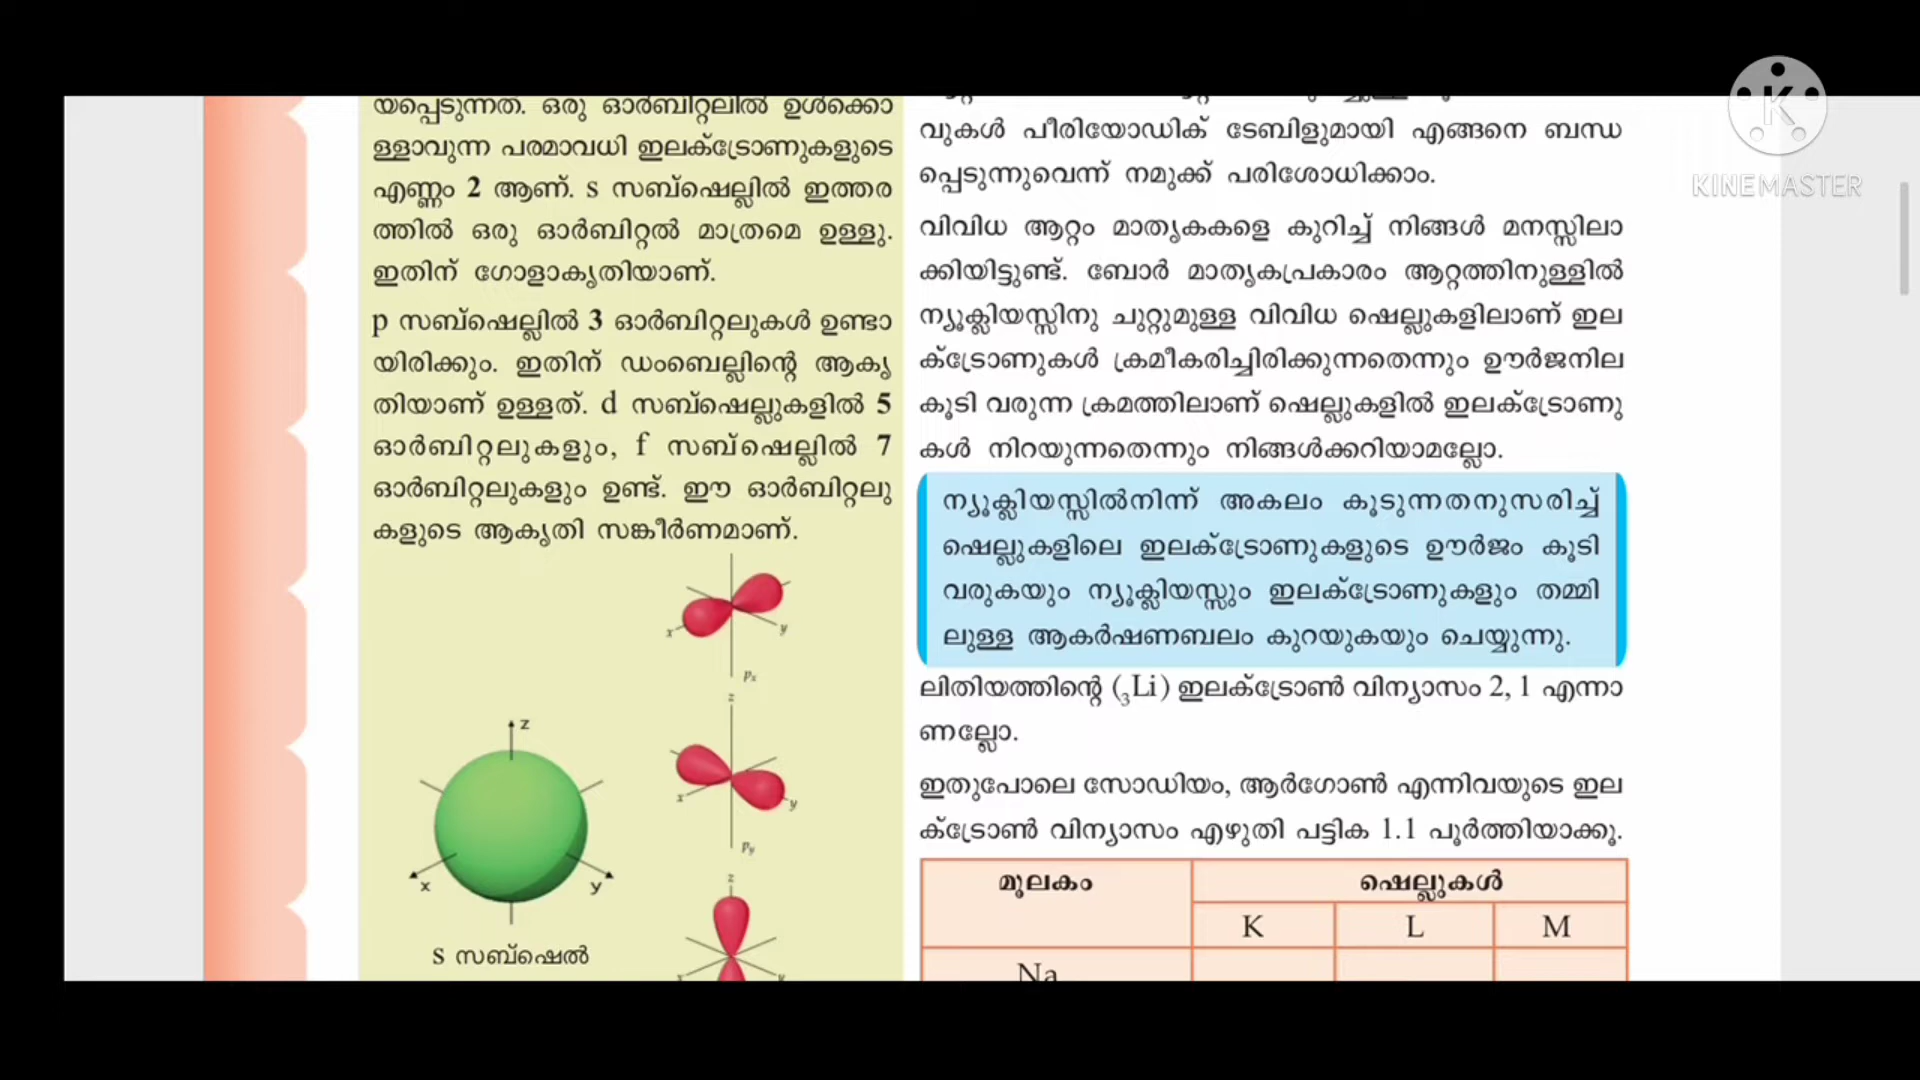 യപ്പെടുന്നത്. ഒരു ഓർബിറ്റലിൽ ഉൾക്കൊ
ള്ളാവുന്ന പരമാവധി ഇലക്ട്രോണുകളുടെ
എണ്ണം 2 ആണ്. s സബ്ഷെല്ലിൽ ഇത്തര
ത്തിൽ ഒരു ഓർബിറ്റൽ മാത്രമെ ഉള്ളൂ.
ഇതിന് ഗോളാകൃതിയാണ്.
p സബ്ഷെല്ലിൽ 3 ഓർബിറ്റലുകൾ ഉണ്ടാ
യിരിക്കും. ഇതിന് ഡംബെല്ലിന്റെ ആകൃ
തിയാണ് ഉള്ളത്. d സബ്ഷെല്ലുകളിൽ 5
ഓർബിറ്റലുകളും, f സബ്ഷെല്ലിൽ 7
ഓർബിറ്റലുകളും ഉണ്ട്. ഈ ഓർബിറ്റലു
കളുടെ ആകൃതി സങ്കീർണമാണ്.
x
y
px
z
x
y
py
z
x
y
z
x
y
s സബ്ഷെൽ
വുകൾ പീരിയോഡിക് ടേബിളുമായി എങ്ങനെ ബന്ധ
പ്പെടുന്നുവെന്ന് നമുക്ക് പരിശോധിക്കാം.
വിവിധ ആറ്റം മാതൃകകളെ കുറിച്ച് നിങ്ങൾ മനസ്സിലാ
ക്കിയിട്ടുണ്ട്. ബോർ മാതൃകപ്രകാരം ആറ്റത്തിനുള്ളിൽ
ന്യൂക്ലിയസ്സിനു ചുറ്റുമുള്ള വിവിധ ഷെല്ലുകളിലാണ് ഇല
ക്ട്രോണുകൾ ക്രമീകരിച്ചിരിക്കുന്നതെന്നും ഊർജനില
കൂടി വരുന്ന ക്രമത്തിലാണ് ഷെല്ലുകളിൽ ഇലക്ട്രോണു
കൾ നിറയുന്നതെന്നും നിങ്ങൾക്കറിയാമല്ലോ.
ന്യൂക്ലിയസ്സിൽനിന്ന് അകലം കൂടുന്നതനുസരിച്ച്
ഷെല്ലുകളിലെ ഇലക്ട്രോണുകളുടെ ഊർജം കൂടി
വരുകയും ന്യൂക്ലിയസ്സും ഇലക്ട്രോണുകളും തമ്മി
ലുള്ള ആകർഷണബലം കുറയുകയും ചെയ്യുന്നു.
ലിതിയത്തിന്റെ (₃Li) ഇലക്ട്രോൺ വിന്യാസം 2, 1 എന്നാ
ണല്ലോ.
ഇതുപോലെ സോഡിയം, ആർഗോൺ എന്നിവയുടെ ഇല
ക്ട്രോൺ വിന്യാസം എഴുതി പട്ടിക 1.1 പൂർത്തിയാക്കൂ.
മൂലകം ഷെല്ലുകൾ
K L M
Na
K
KINEMASTER